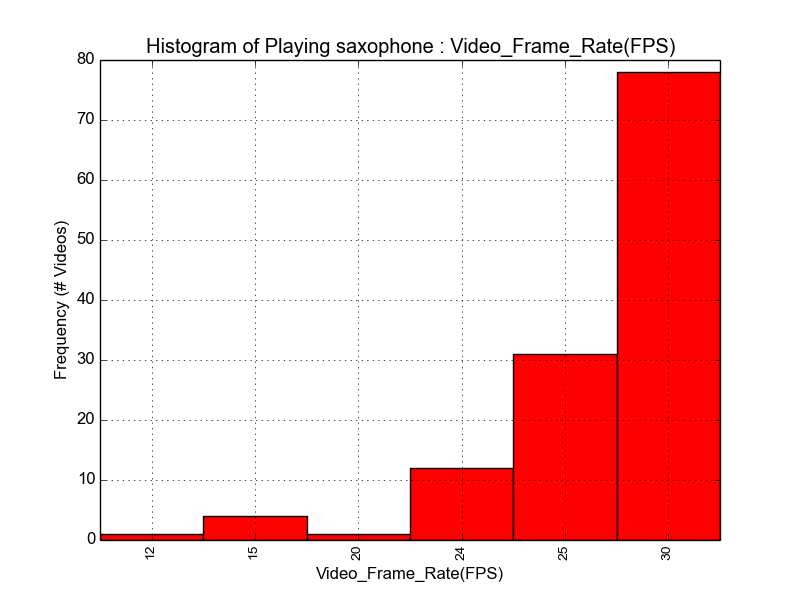 Histogram of Playing saxophone : Video_Frame_Rate(FPS)
80
70
60
50
40
30
20
10
0
Frequency (# Videos)
12 15 20 24 25 30
Video_Frame_Rate(FPS)